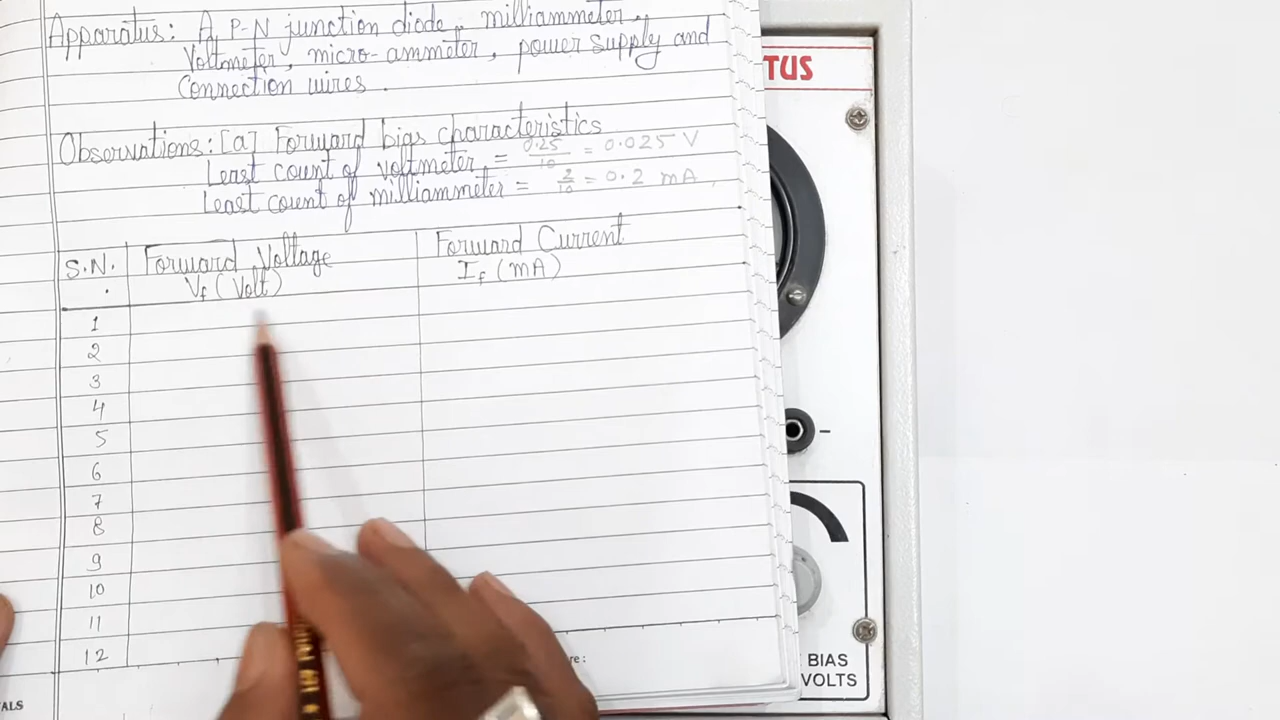 Apparatus: A P-N junction diode, milliammeter,
Voltmeter, micro-ammeter, power supply and
Connection wires.
Observations: [a] Forward bias characteristics
Least count of voltmeter = 0.25/10 = 0.025 V
Least count of milliammeter = 2/10 = 0.2 mA
S.N. Forward Voltage Vf (Volt) Forward Current If (mA)
1
2
3
4
5
6
7
8
9
10
11
12
re:
ALS
TUS
-
BIAS
VOLTS